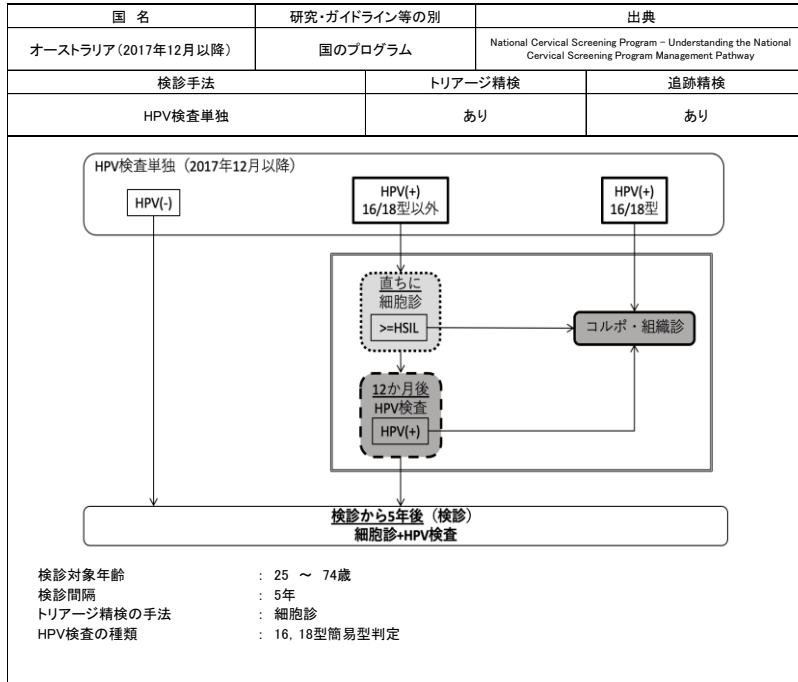 国 名
研究・ガイドライン等の別
出典
オーストラリア(2017年12月以降)
国のプログラム
National Cervical Screening Program – Understanding the National
Cervical Screening Program Management Pathway
検診手法
トリアージ精検
追跡精検
HPV検査単独
あり
あり
HPV検査単独（2017年12月以降）
HPV(-)
HPV(+)
16/18型以外
HPV(+)
16/18型
直ちに
細胞診
>=HSIL
コルポ・組織診
12か月後
HPV検査
HPV(+)
検診から5年後（検診）
細胞診+HPV検査
検診対象年齢 : 25 ～ 74歳
検診間隔 : 5年
トリアージ精検の手法 : 細胞診
HPV検査の種類 : 16, 18型簡易型判定